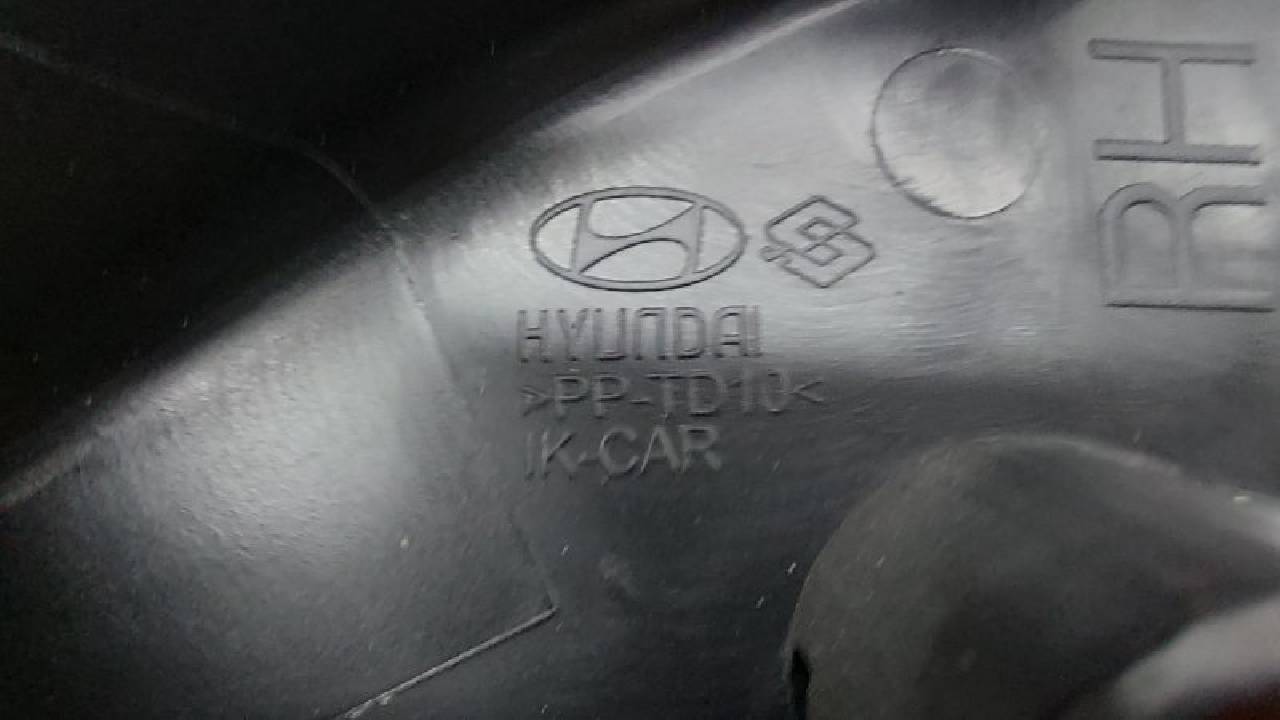 HYUNDAI
>PP-TD10<
IK-CAR
RH